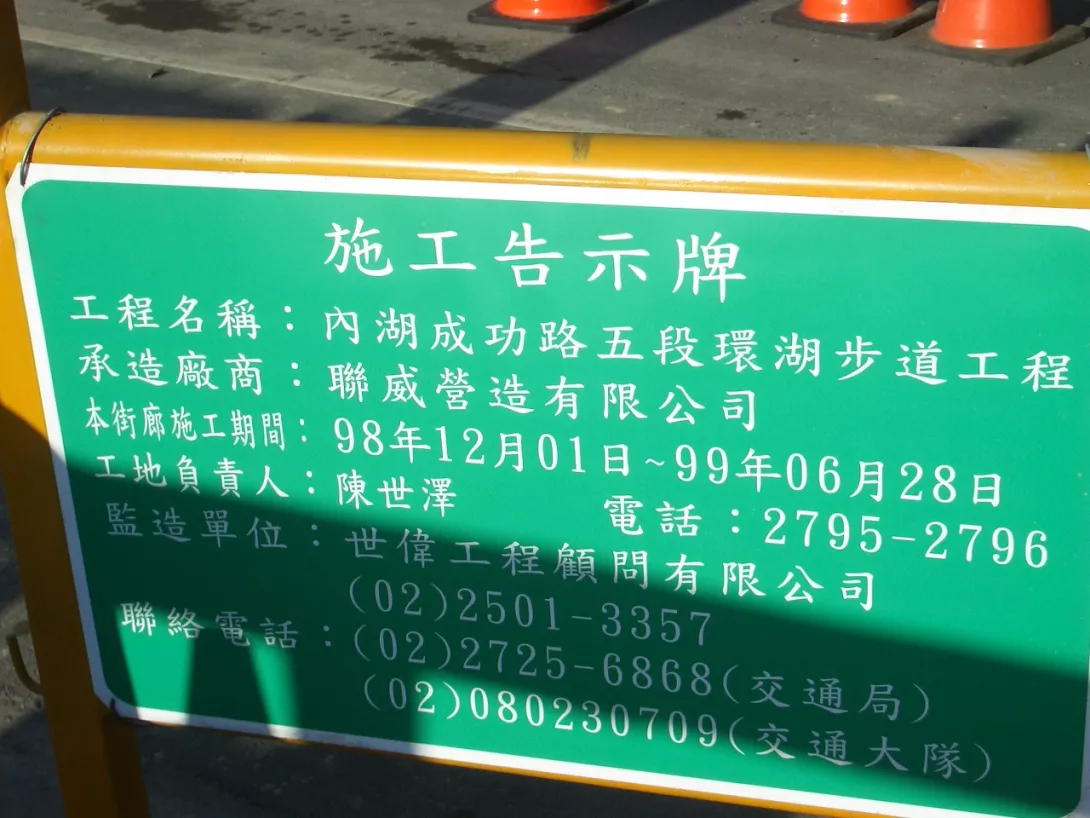 施工告示牌
工程名稱：內湖成功路五段環湖步道工程
承造廠商：聯威營造有限公司
本街廊施工期間：98年12月01日~99年06月28日
工地負責人：陳世澤 電話：2795-2796
監造單位：世偉工程顧問有限公司
(02)2501-3357
聯絡電話：(02)2725-6868(交通局)
(02)080230709(交通大隊)